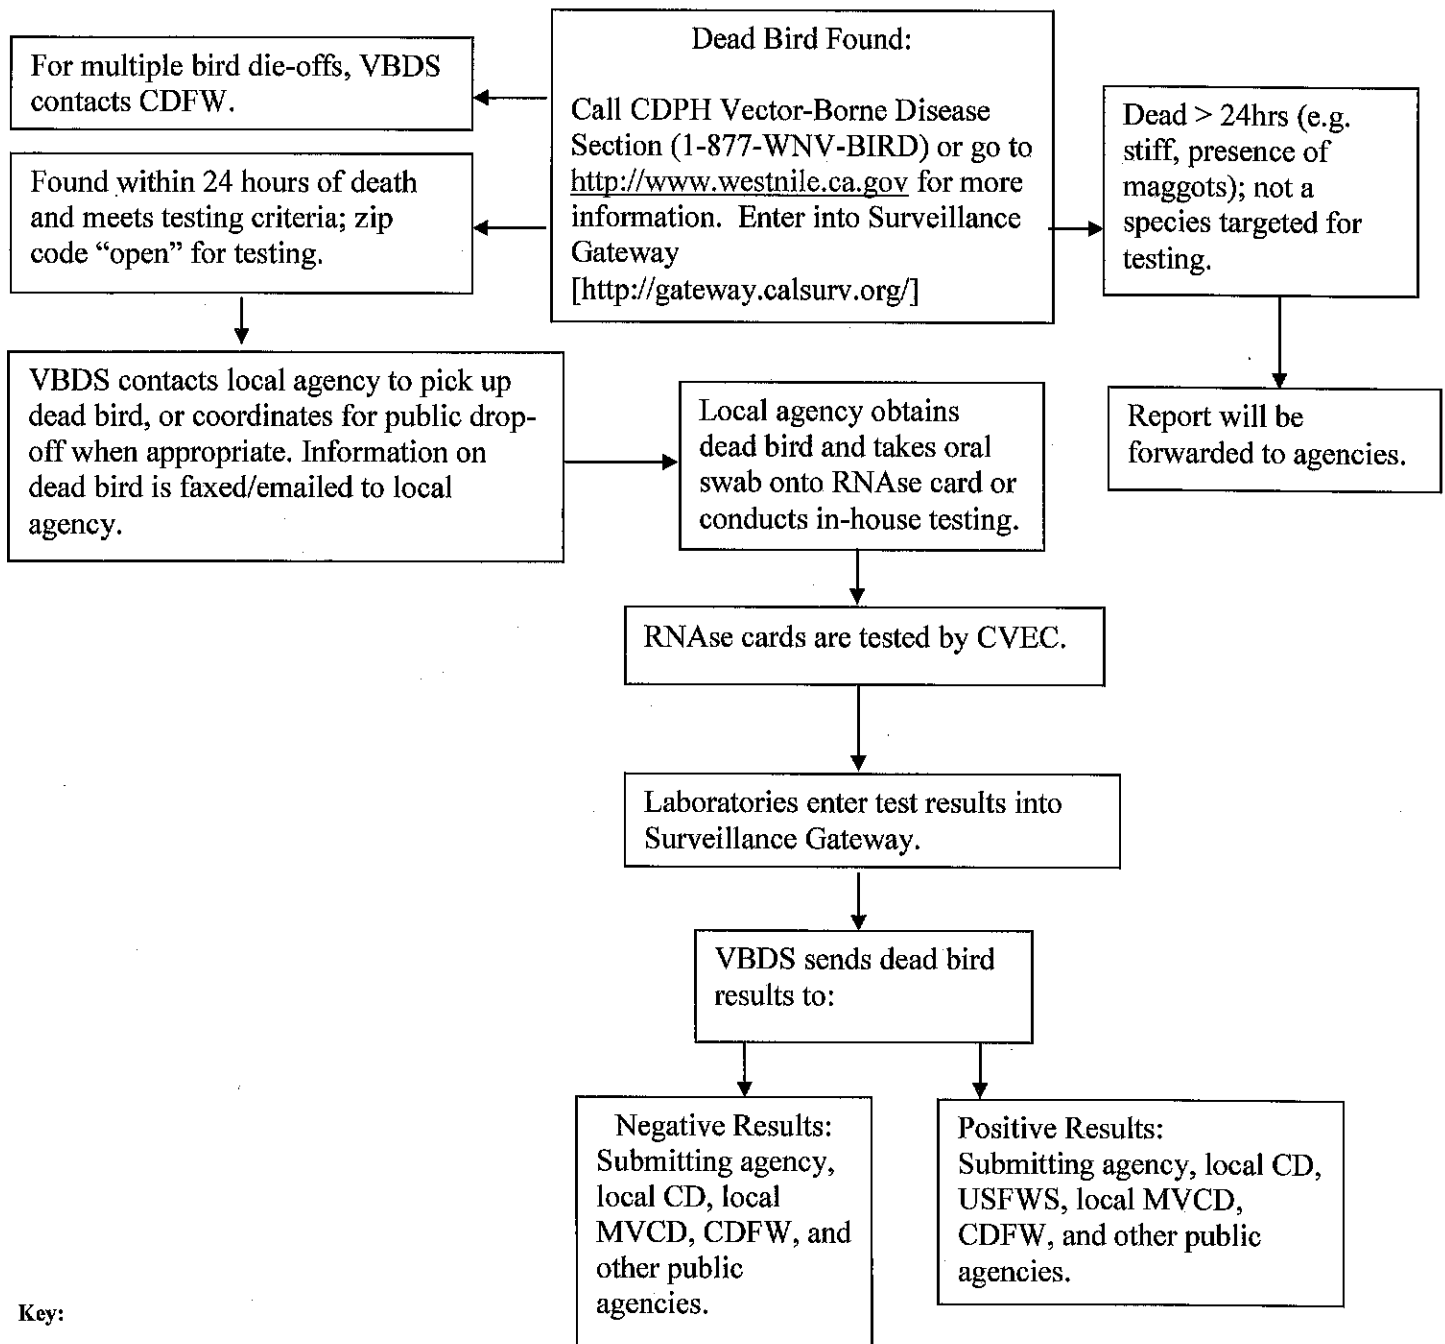 Dead Bird Found:
Call CDPH Vector-Borne Disease
Section (1-877-WNV-BIRD) or go to
http://www.westnile.ca.gov for more
information. Enter into Surveillance
Gateway
[http://gateway.calsurv.org/]
For multiple bird die-offs, VBDS
contacts CDFW.
Found within 24 hours of death
and meets testing criteria; zip
code “open” for testing.
Dead > 24hrs (e.g.
stiff, presence of
maggots); not a
species targeted for
testing.
VBDS contacts local agency to pick up
dead bird, or coordinates for public drop-
off when appropriate. Information on
dead bird is faxed/emailed to local
agency.
Local agency obtains
dead bird and takes oral
swab onto RNAse card or
conducts in-house testing.
Report will be
forwarded to agencies.
RNAse cards are tested by CVEC.
Laboratories enter test results into
Surveillance Gateway.
VBDS sends dead bird
results to:
Negative Results:
Submitting agency,
local CD, local
MVCD, CDFW, and
other public
agencies.
Positive Results:
Submitting agency, local CD,
USFWS, local MVCD,
CDFW, and other public
agencies.
Key: